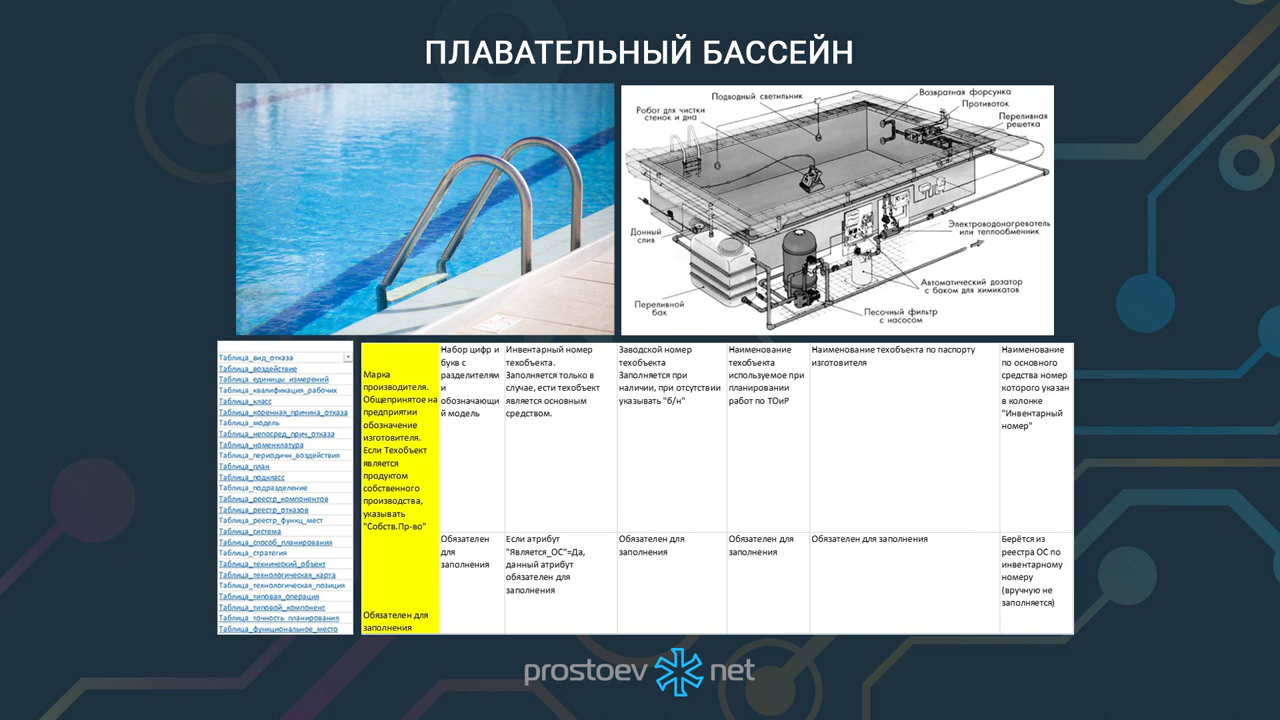 ПЛАВАТЕЛЬНЫЙ БАССЕЙН
Подводный светильник
Возвратная форсунка
Робот для чистки
стенок и дна
Противоток
Переливная
решетка
Донный
слив
Электроводонагреватель
или теплообменник
Автоматический дозатор
с баком для химикатов
Переливной
бак
Песочный фильтр
с насосом
Таблица_вид_отказа
Таблица_воздействие
Таблица_единицы_измерений
Таблица_квалификация_рабочих
Таблица_класс
Таблица_коренная_причина_отказа
Таблица_модель
Таблица_непосред_прич_отказа
Таблица_номенклатура
Таблица_периодичн_воздействия
Таблица_план
Таблица_подкласс
Таблица_подразделение
Таблица_реестр_компонентов
Таблица_реестр_отказов
Таблица_реестр_функц_мест
Таблица_система
Таблица_способ_планирования
Таблица_стратегия
Таблица_технический_объект
Таблица_технологическая_карта
Таблица_технологическая_позиция
Таблица_типовая_операция
Таблица_типовой_компонент
Таблица_точность_планирования
Таблица_функциональное_место
Марка
производителя.
Общепринятое на
предприятии
обозначение
изготовителя.
Если Техобъект
является
продуктом
собственного
производства,
указывать
"Собств.Пр-во"
Набор цифр и
букв с
разделителям
и
обозначающи
й модель
Инвентарный номер
техобъекта.
Заполняется только в
случае, ести техобъект
является основным
средством.
Заводской номер
техобъекта
Заполняется при
наличии, при отсутствии
указывать "б/н"
Наименование
техобъекта
используемое при
планировании
работ по ТОиР
Наименование техобъекта по паспорту
изготовителя
Наименование
по основного
средства номер
которого указан
в колонке
"Инвентарный
номер"
Обязателен для
заполнения
Обязателен
для
заполнения
Если атрибут
"Является_ОС"=Да,
данный атрибут
обязателен для
заполнения
Обязателен для
заполнения
Обязателен для
заполнения
Обязателен для заполнения
Берётся из
реестра ОС по
инвентарному
номеру
(вручную не
заполняется)
prostoev net